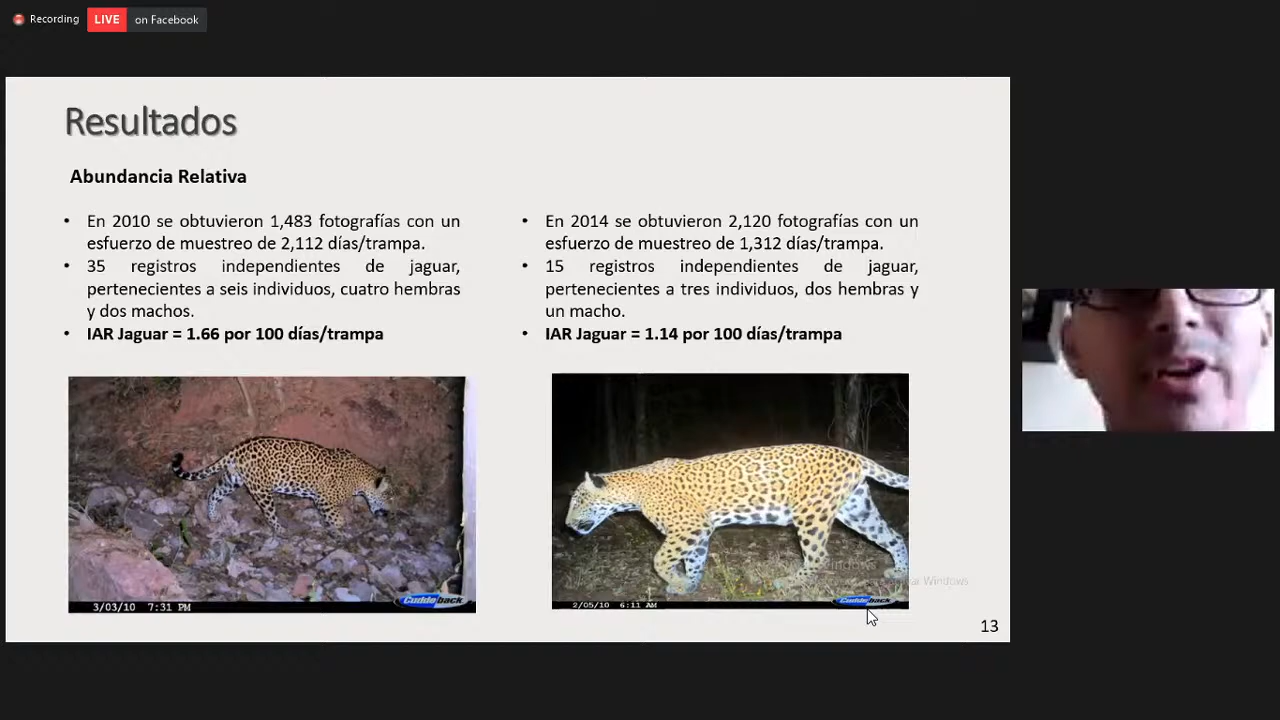 Recording LIVE on Facebook
Resultados
Abundancia Relativa
• En 2010 se obtuvieron 1,483 fotografías con un
esfuerzo de muestreo de 2,112 días/trampa.
• 35 registros independientes de jaguar,
pertenecientes a seis individuos, cuatro hembras
y dos machos.
• IAR Jaguar = 1.66 por 100 días/trampa
• En 2014 se obtuvieron 2,120 fotografías con un
esfuerzo de muestreo de 1,312 días/trampa.
• 15 registros independientes de jaguar,
pertenecientes a tres individuos, dos hembras y
un macho.
• IAR Jaguar = 1.14 por 100 días/trampa
3/03/10 7:31 PM Cuddeback
Windows
Windows
2/05/10 6:11 AM Cuddeback
13